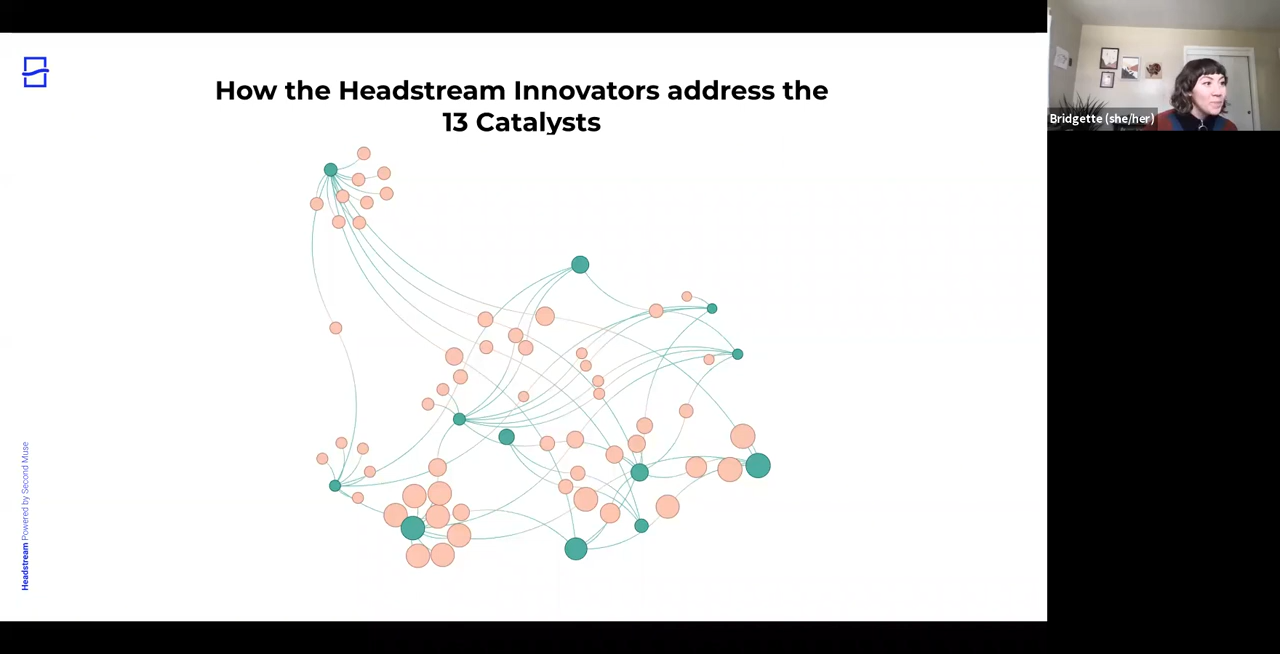 How the Headstream Innovators address the
13 Catalysts
Bridgette (she/her)
Headstream Powered by Second Muse